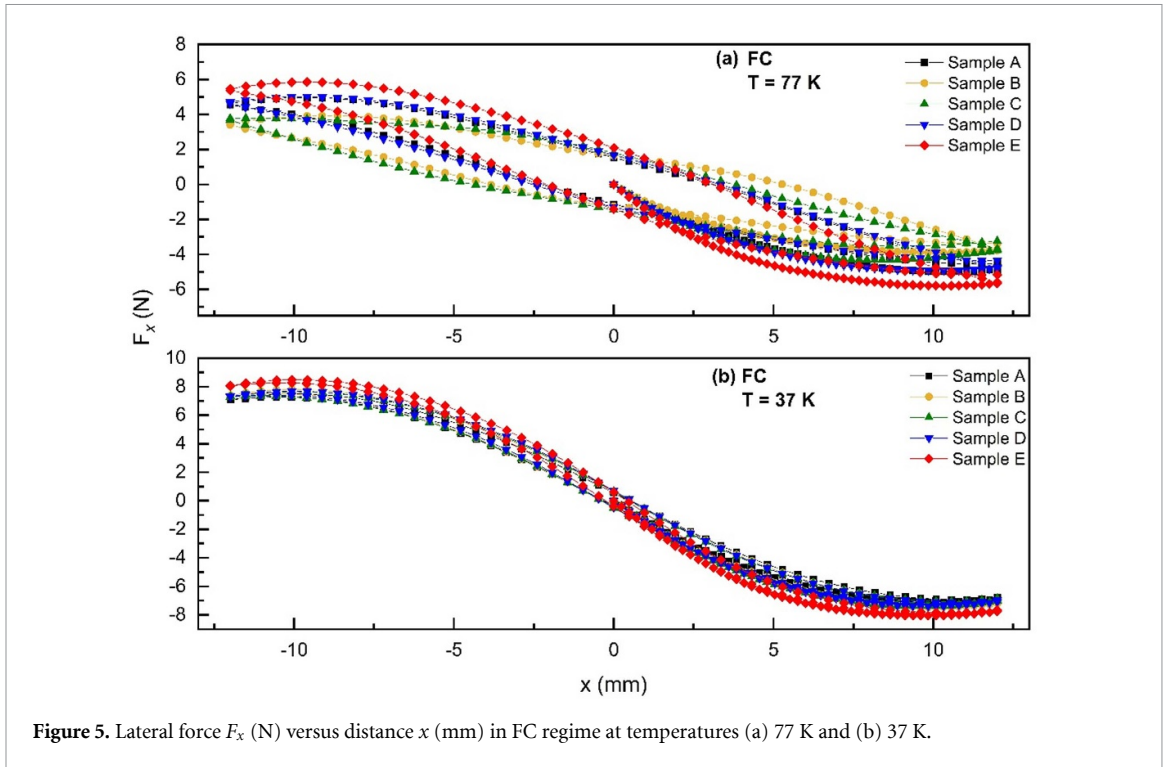 8
6
4
2
0
-2
-4
-6
(a) FC
T = 77 K
Sample A
Sample B
Sample C
Sample D
Sample E
-10
-5
0
5
10
F_x (N)
10
8
6
4
2
0
-2
-4
-6
-8
(b) FC
T = 37 K
Sample A
Sample B
Sample C
Sample D
Sample E
-10
-5
0
5
10
x (mm)
Figure 5. Lateral force F_x (N) versus distance x (mm) in FC regime at temperatures (a) 77 K and (b) 37 K.